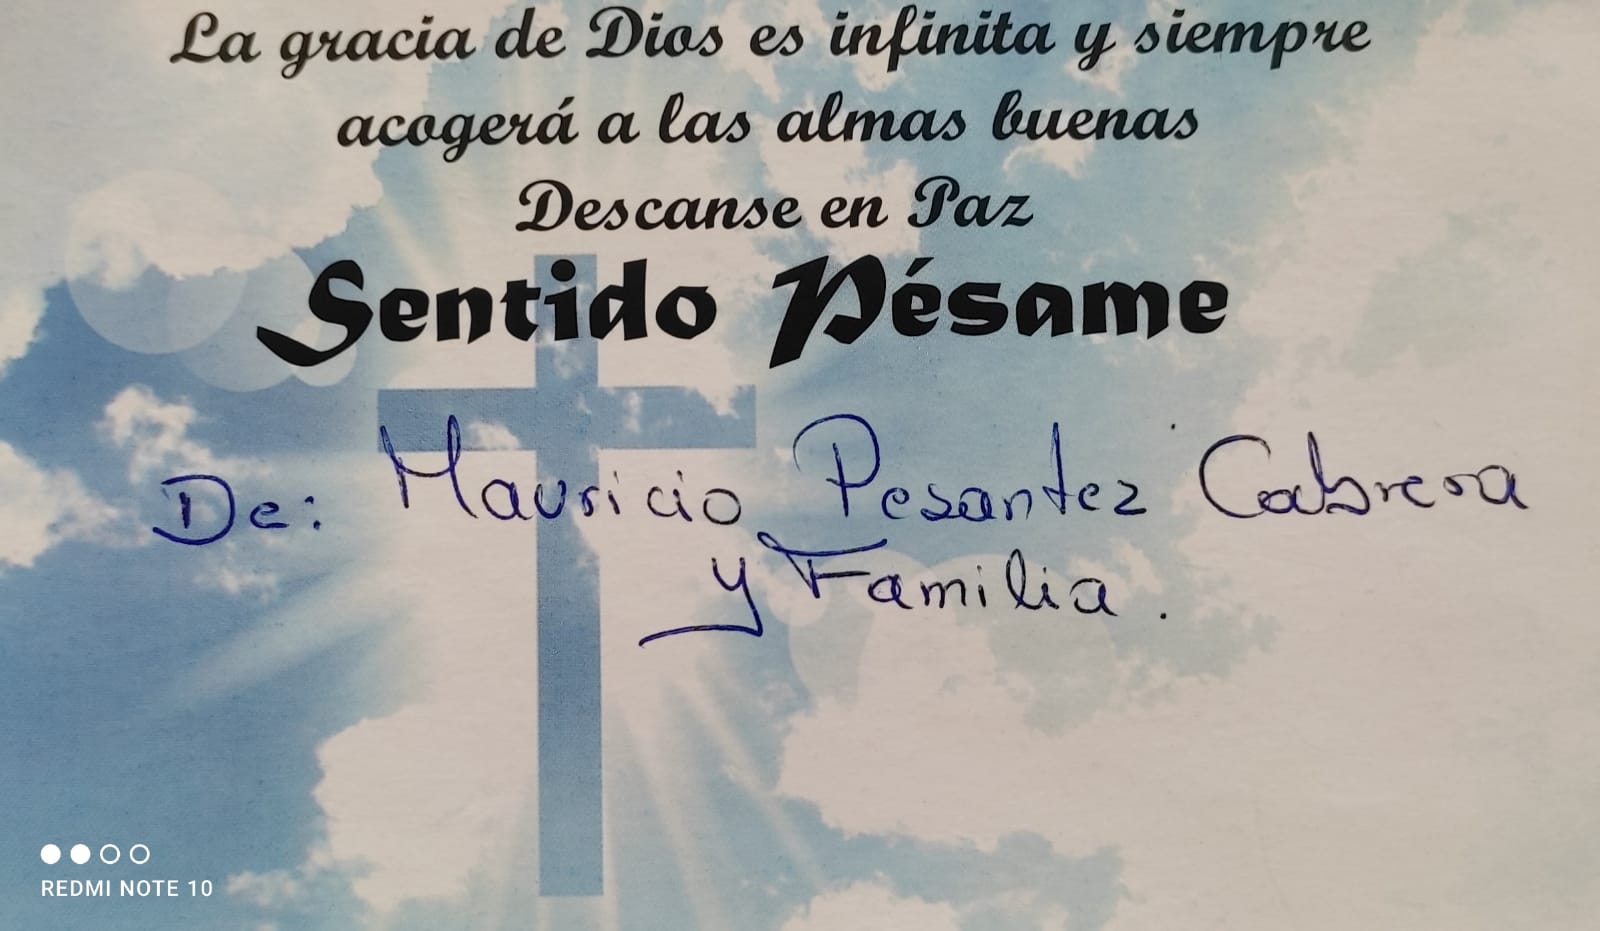 La gracia de Dios es infinita y siempre
acogerá a las almas buenas
Descanse en Paz
Sentido Pésame
De: Mauricio Pesantez Cabrera
y Familia.
REDMI NOTE 10